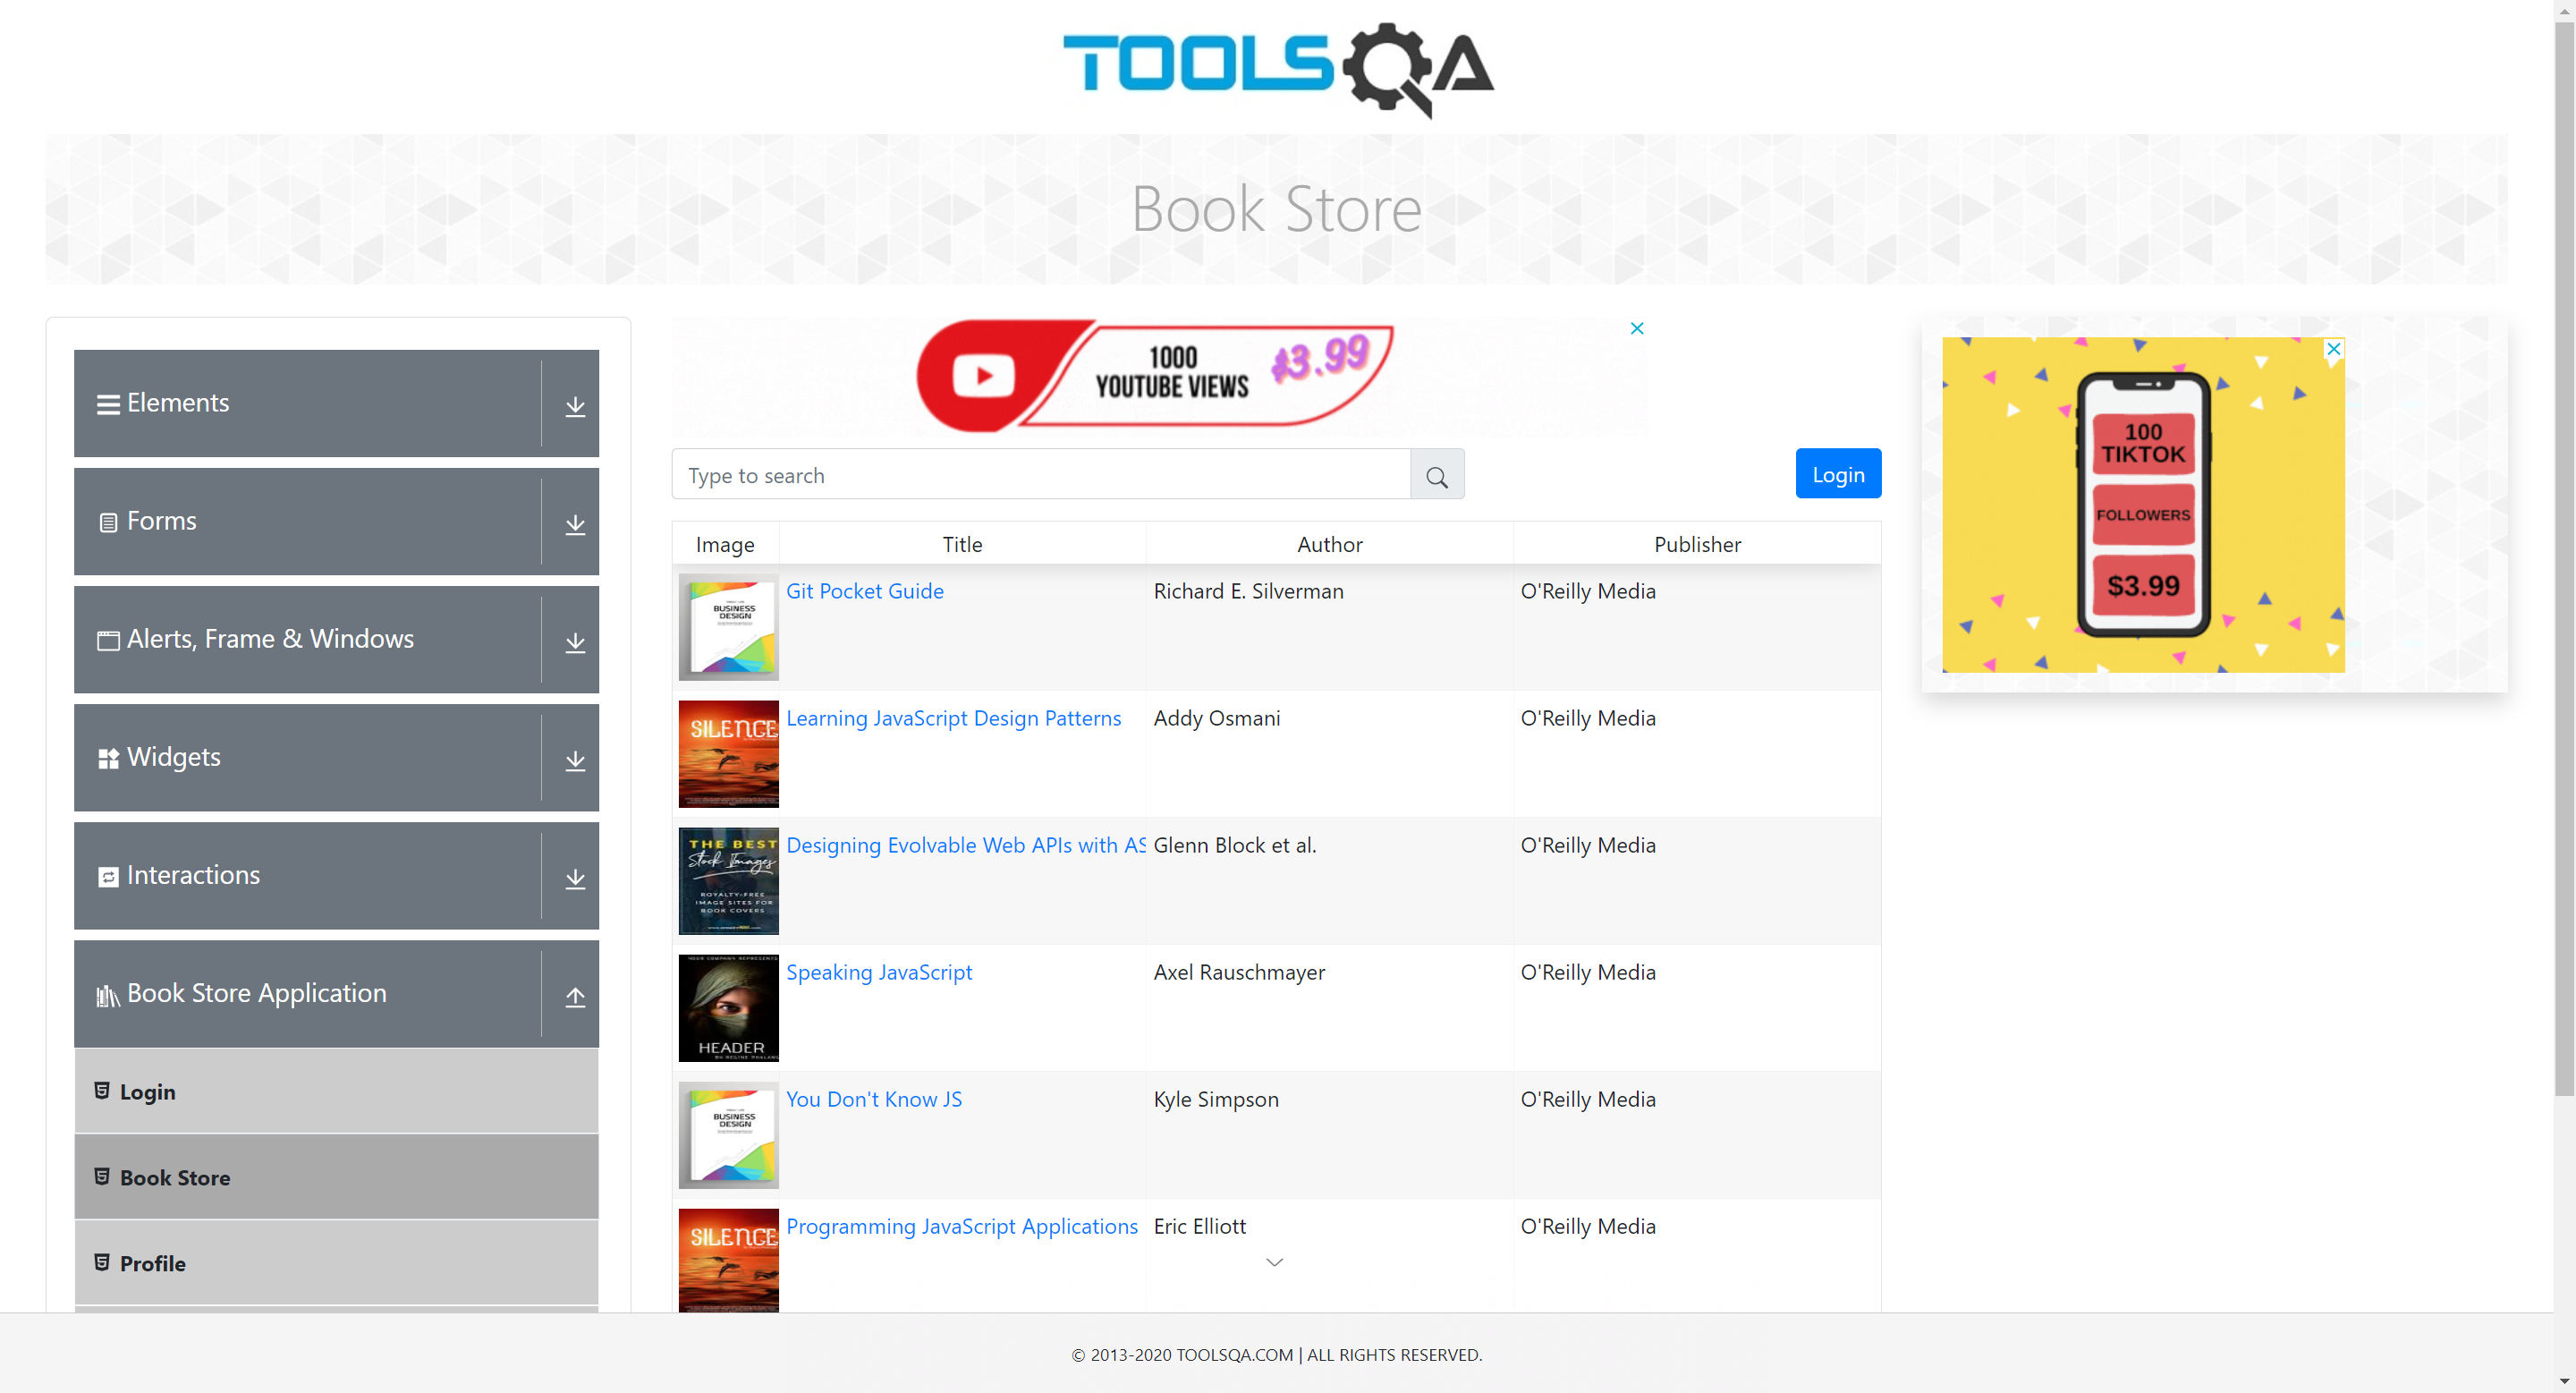 TOOLSQA
Book Store
Elements
Forms
Alerts, Frame & Windows
Widgets
Interactions
Book Store Application
Login
Book Store
Profile
1000
YOUTUBE VIEWS
$3.99
Type to search
Login
Image Title Author Publisher
BUSINESS
DESIGN
Git Pocket Guide Richard E. Silverman O'Reilly Media
SILENCE
Learning JavaScript Design Patterns Addy Osmani O'Reilly Media
THE BEST
Stock Images
ROYALTY-FREE
IMAGE SITES FOR
BOOK COVERS
Designing Evolvable Web APIs with AS Glenn Block et al. O'Reilly Media
YOUR COMPANY REPRESENTS
HEADER
Speaking JavaScript Axel Rauschmayer O'Reilly Media
BUSINESS
DESIGN
You Don't Know JS Kyle Simpson O'Reilly Media
SILENCE
Programming JavaScript Applications Eric Elliott O'Reilly Media
100
TIKTOK
FOLLOWERS
$3.99
© 2013-2020 TOOLSQA.COM | ALL RIGHTS RESERVED.